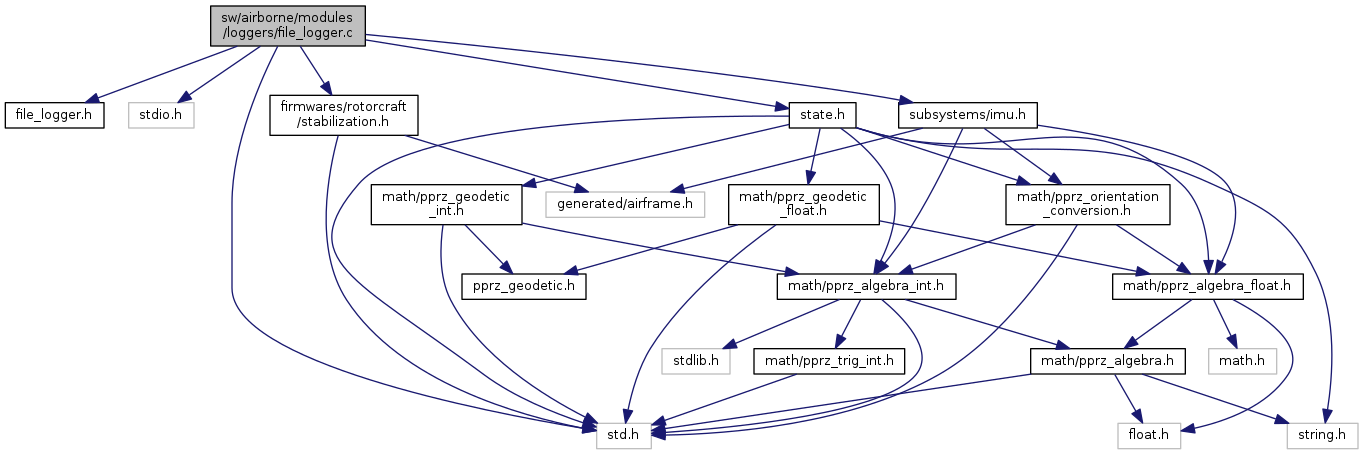 sw/airborne/modules
/loggers/file_logger.c
file_logger.h
stdio.h
firmwares/rotorcraft
/stabilization.h
state.h
subsystems/imu.h
math/pprz_geodetic
_int.h
generated/airframe.h
math/pprz_geodetic
_float.h
math/pprz_orientation
_conversion.h
pprz_geodetic.h
math/pprz_algebra_int.h
math/pprz_algebra_float.h
stdlib.h
math/pprz_trig_int.h
math/pprz_algebra.h
math.h
std.h
float.h
string.h